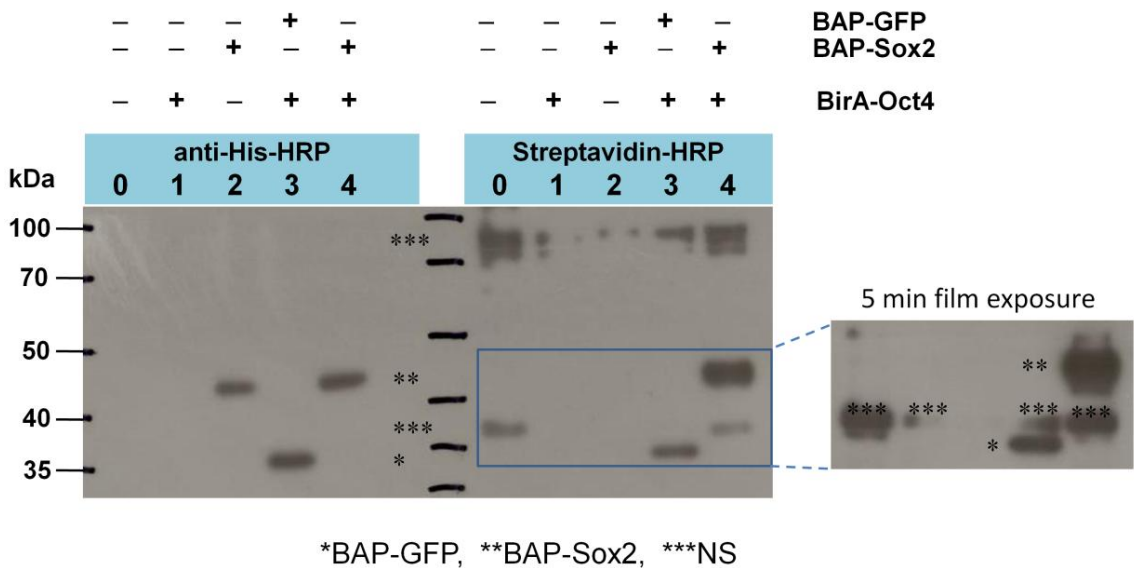 – – – + – – – – + – BAP-GFP
– – + – + – – + – + BAP-Sox2
– + – + + – + – + + BirA-Oct4
anti-His-HRP Streptavidin-HRP
kDa 0 1 2 3 4 0 1 2 3 4
100 ***
70
5 min film exposure
50
** **
40 *** *** *** *** ***
35 * *
*BAP-GFP, **BAP-Sox2, ***NS